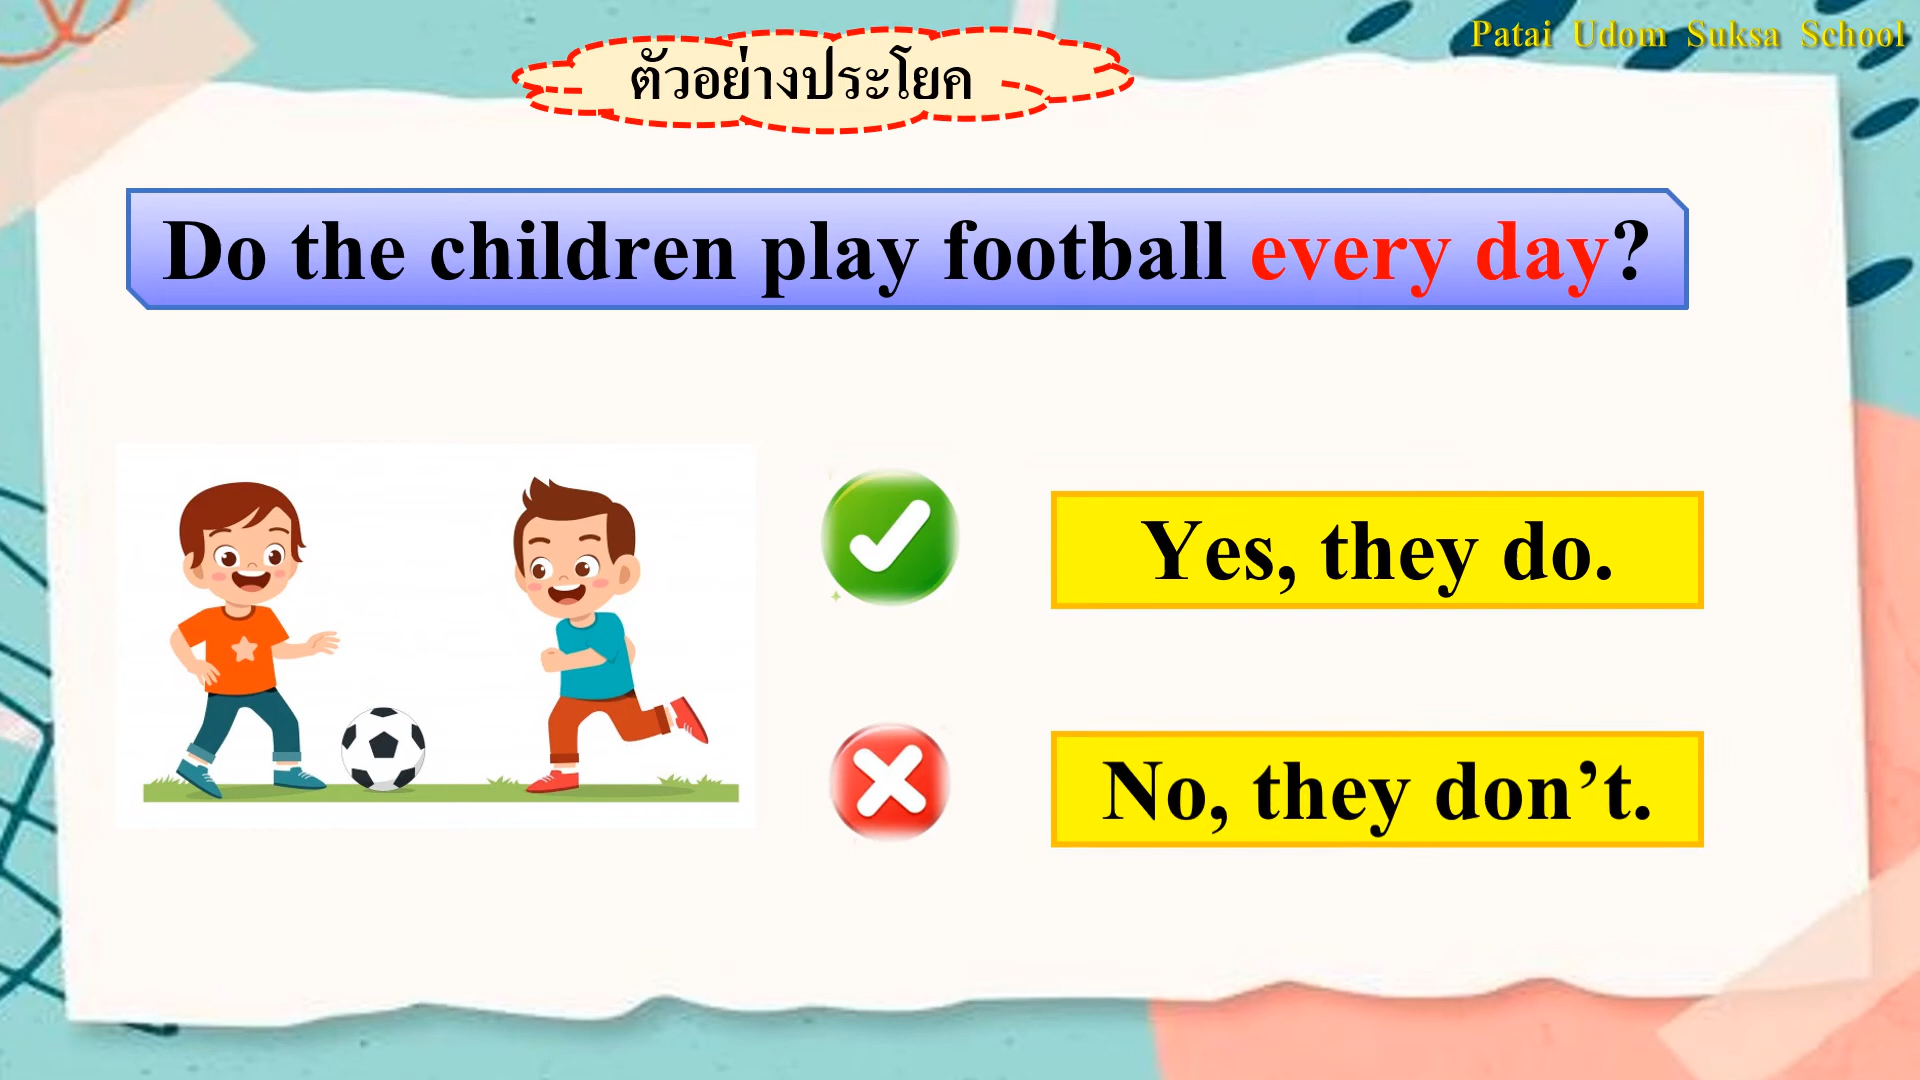 Patai Udom Suksa School
ตัวอย่างประโยค
Do the children play football every day?
Yes, they do.
No, they don’t.